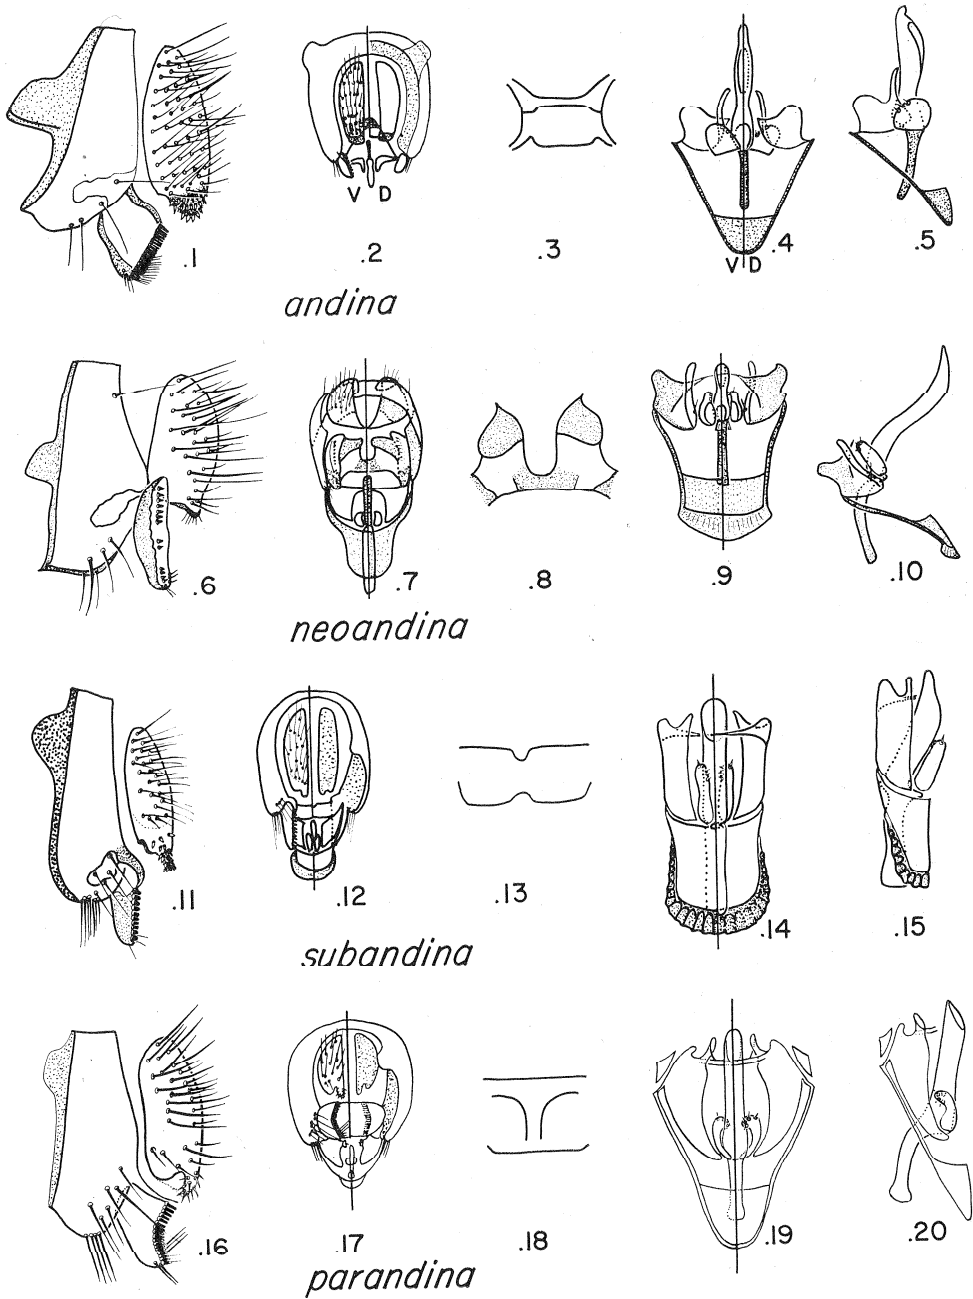 .1 .2 .3 .4 .5
V D
V D
andina
.6 .7 .8 .9 .10
neoandina
.11 .12 .13 .14 .15
subandina
.16 .17 .18 .19 .20
parandina